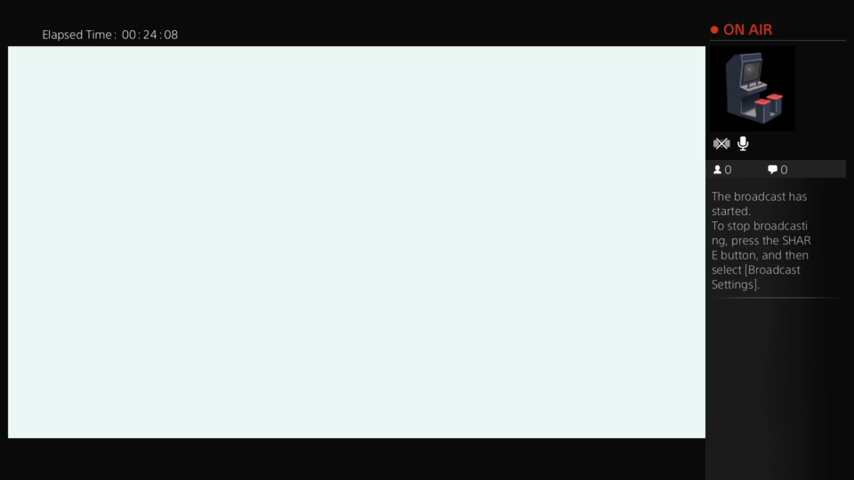 Elapsed Time: 00:24:08
ON AIR
0 0
The broadcast has
started.
To stop broadcasti
ng, press the SHAR
E button, and then
select [Broadcast
Settings].